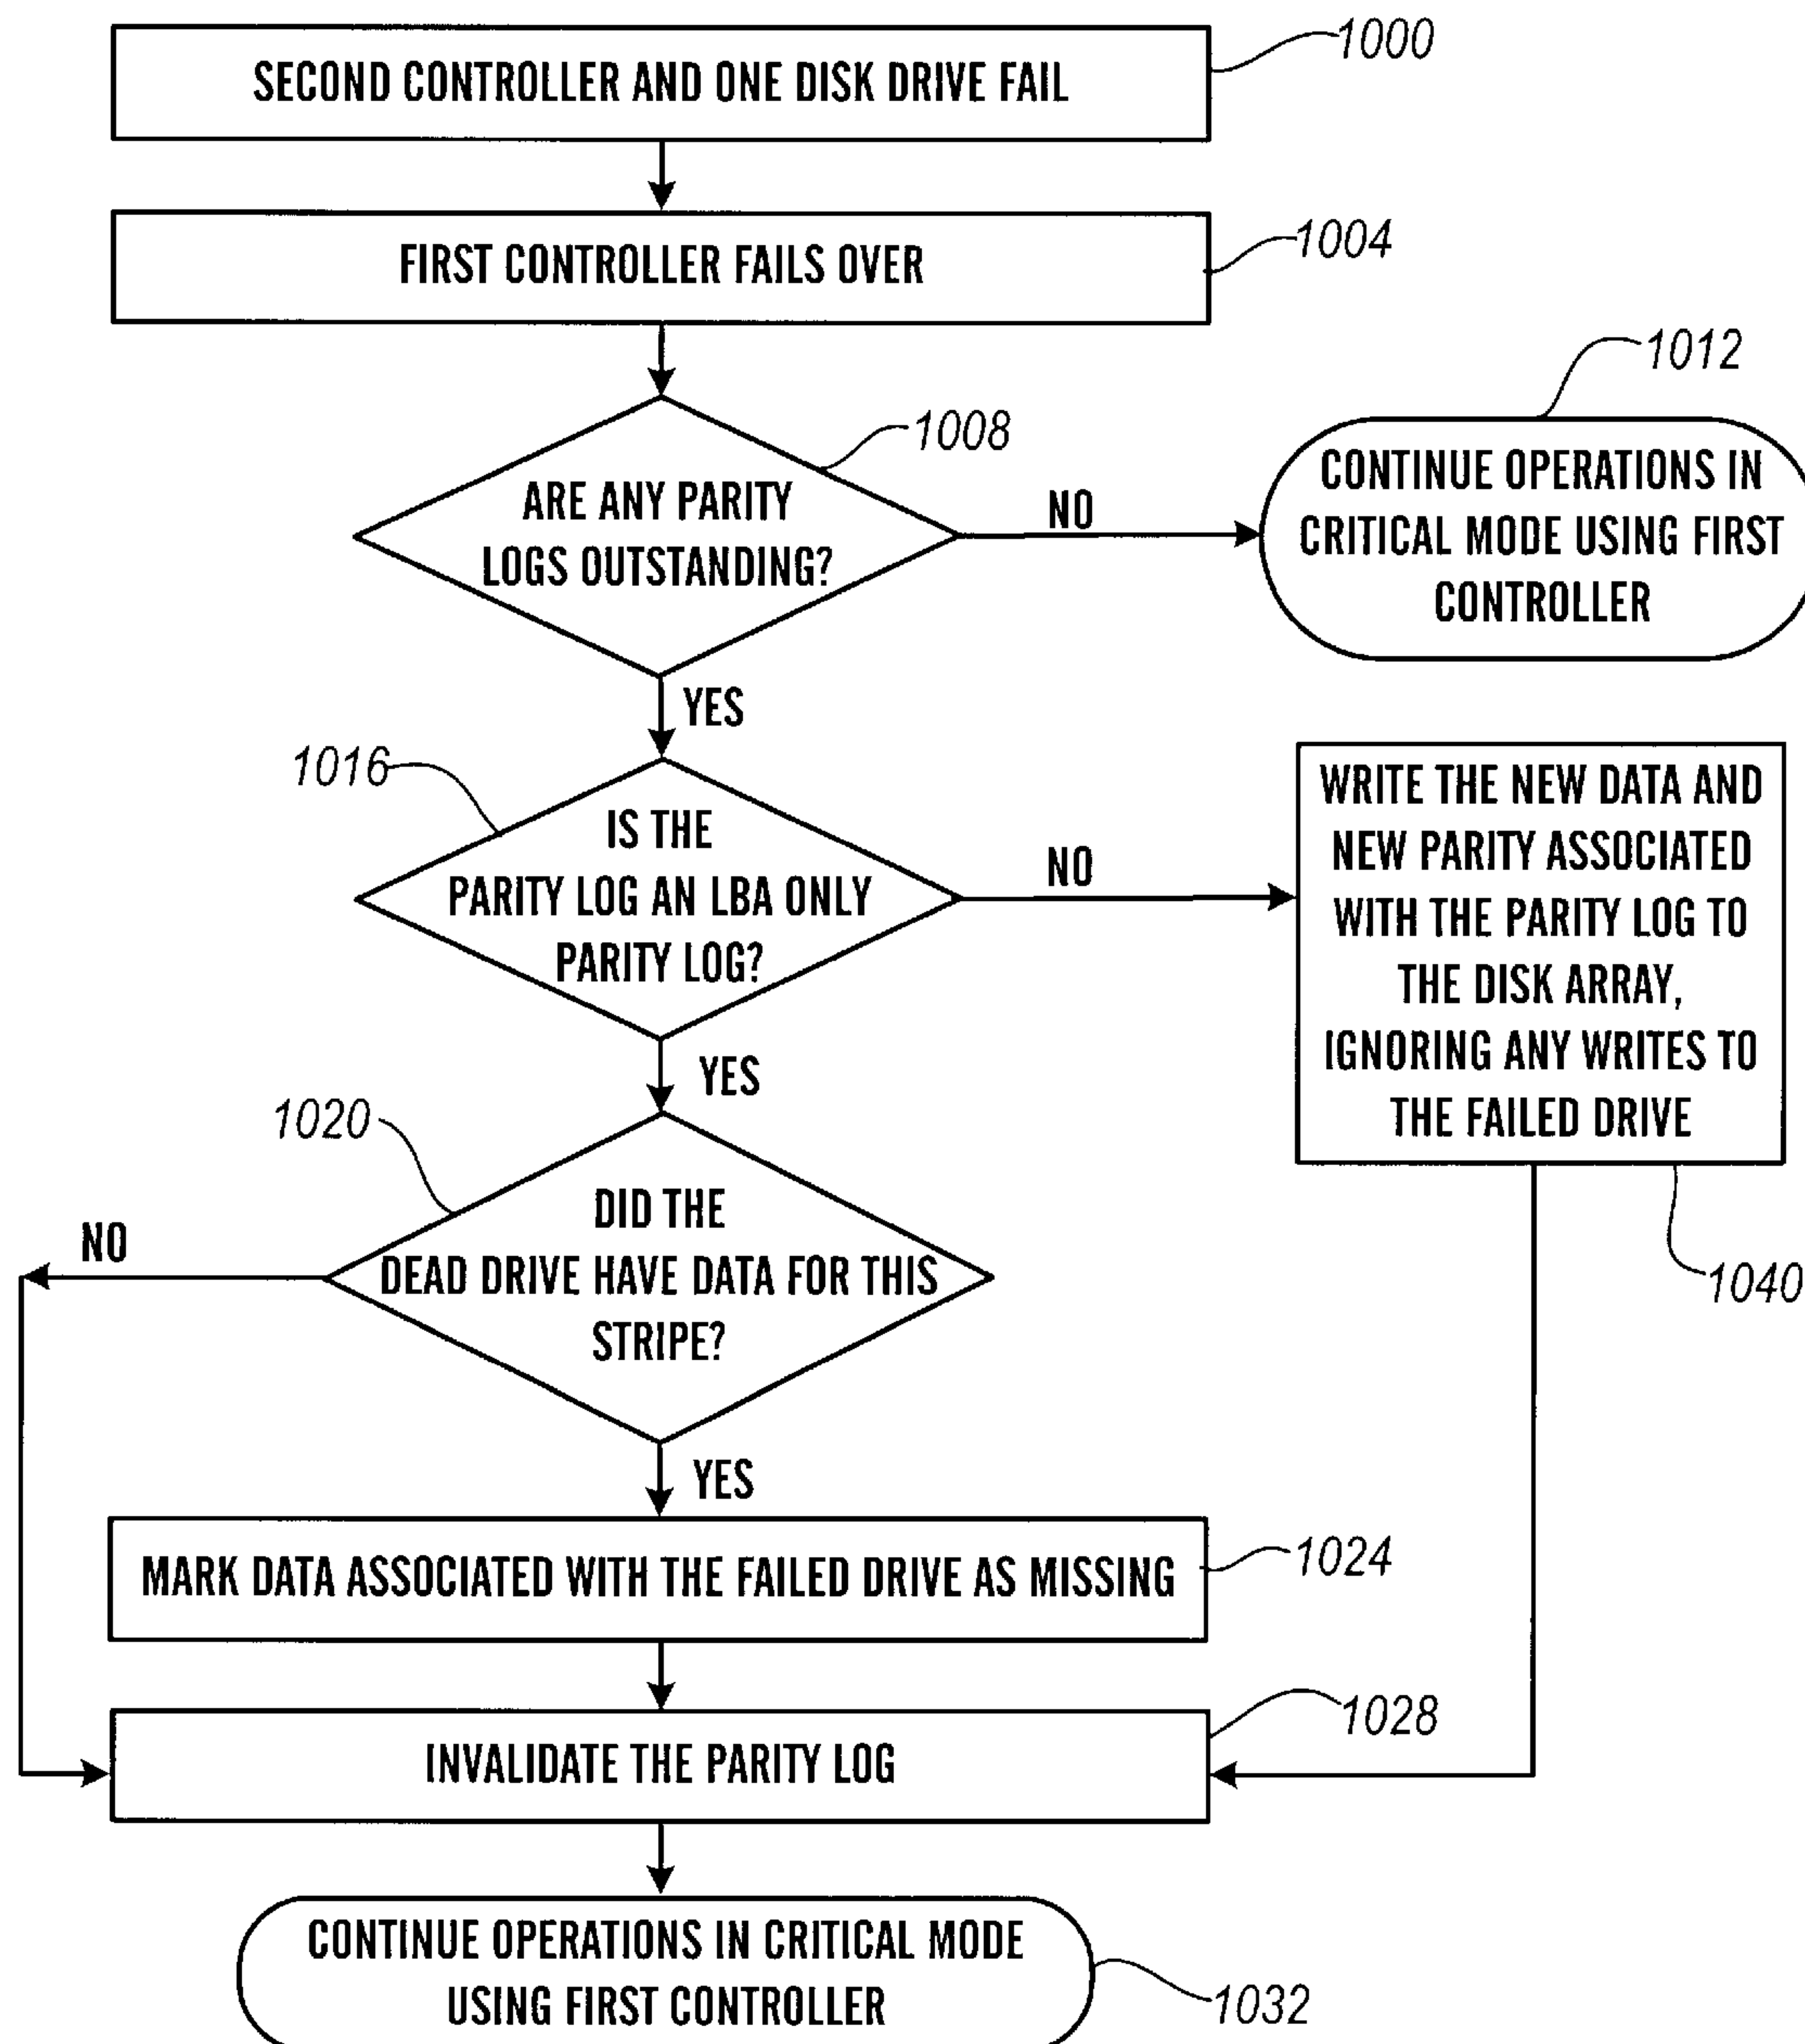 1000
SECOND CONTROLLER AND ONE DISK DRIVE FAIL
1004
FIRST CONTROLLER FAILS OVER
1008
ARE ANY PARITY
LOGS OUTSTANDING?
NO
1012
CONTINUE OPERATIONS IN
CRITICAL MODE USING FIRST
CONTROLLER
YES
1016
IS THE
PARITY LOG AN LBA ONLY
PARITY LOG?
NO
WRITE THE NEW DATA AND
NEW PARITY ASSOCIATED
WITH THE PARITY LOG TO
THE DISK ARRAY,
IGNORING ANY WRITES TO
THE FAILED DRIVE
1040
YES
1020
DID THE
DEAD DRIVE HAVE DATA FOR THIS
STRIPE?
NO
YES
MARK DATA ASSOCIATED WITH THE FAILED DRIVE AS MISSING
1024
INVALIDATE THE PARITY LOG
1028
CONTINUE OPERATIONS IN CRITICAL MODE
USING FIRST CONTROLLER
1032